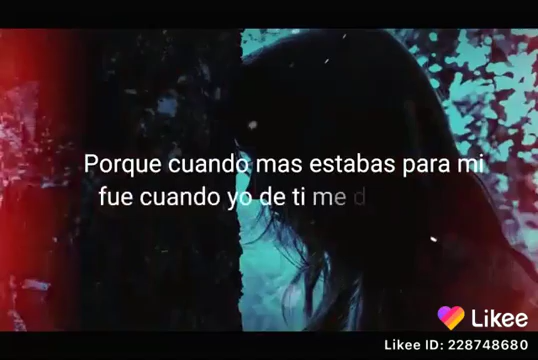 Porque cuando mas estabas para mi
fue cuando yo de ti me d
Likee
Likee ID: 228748680